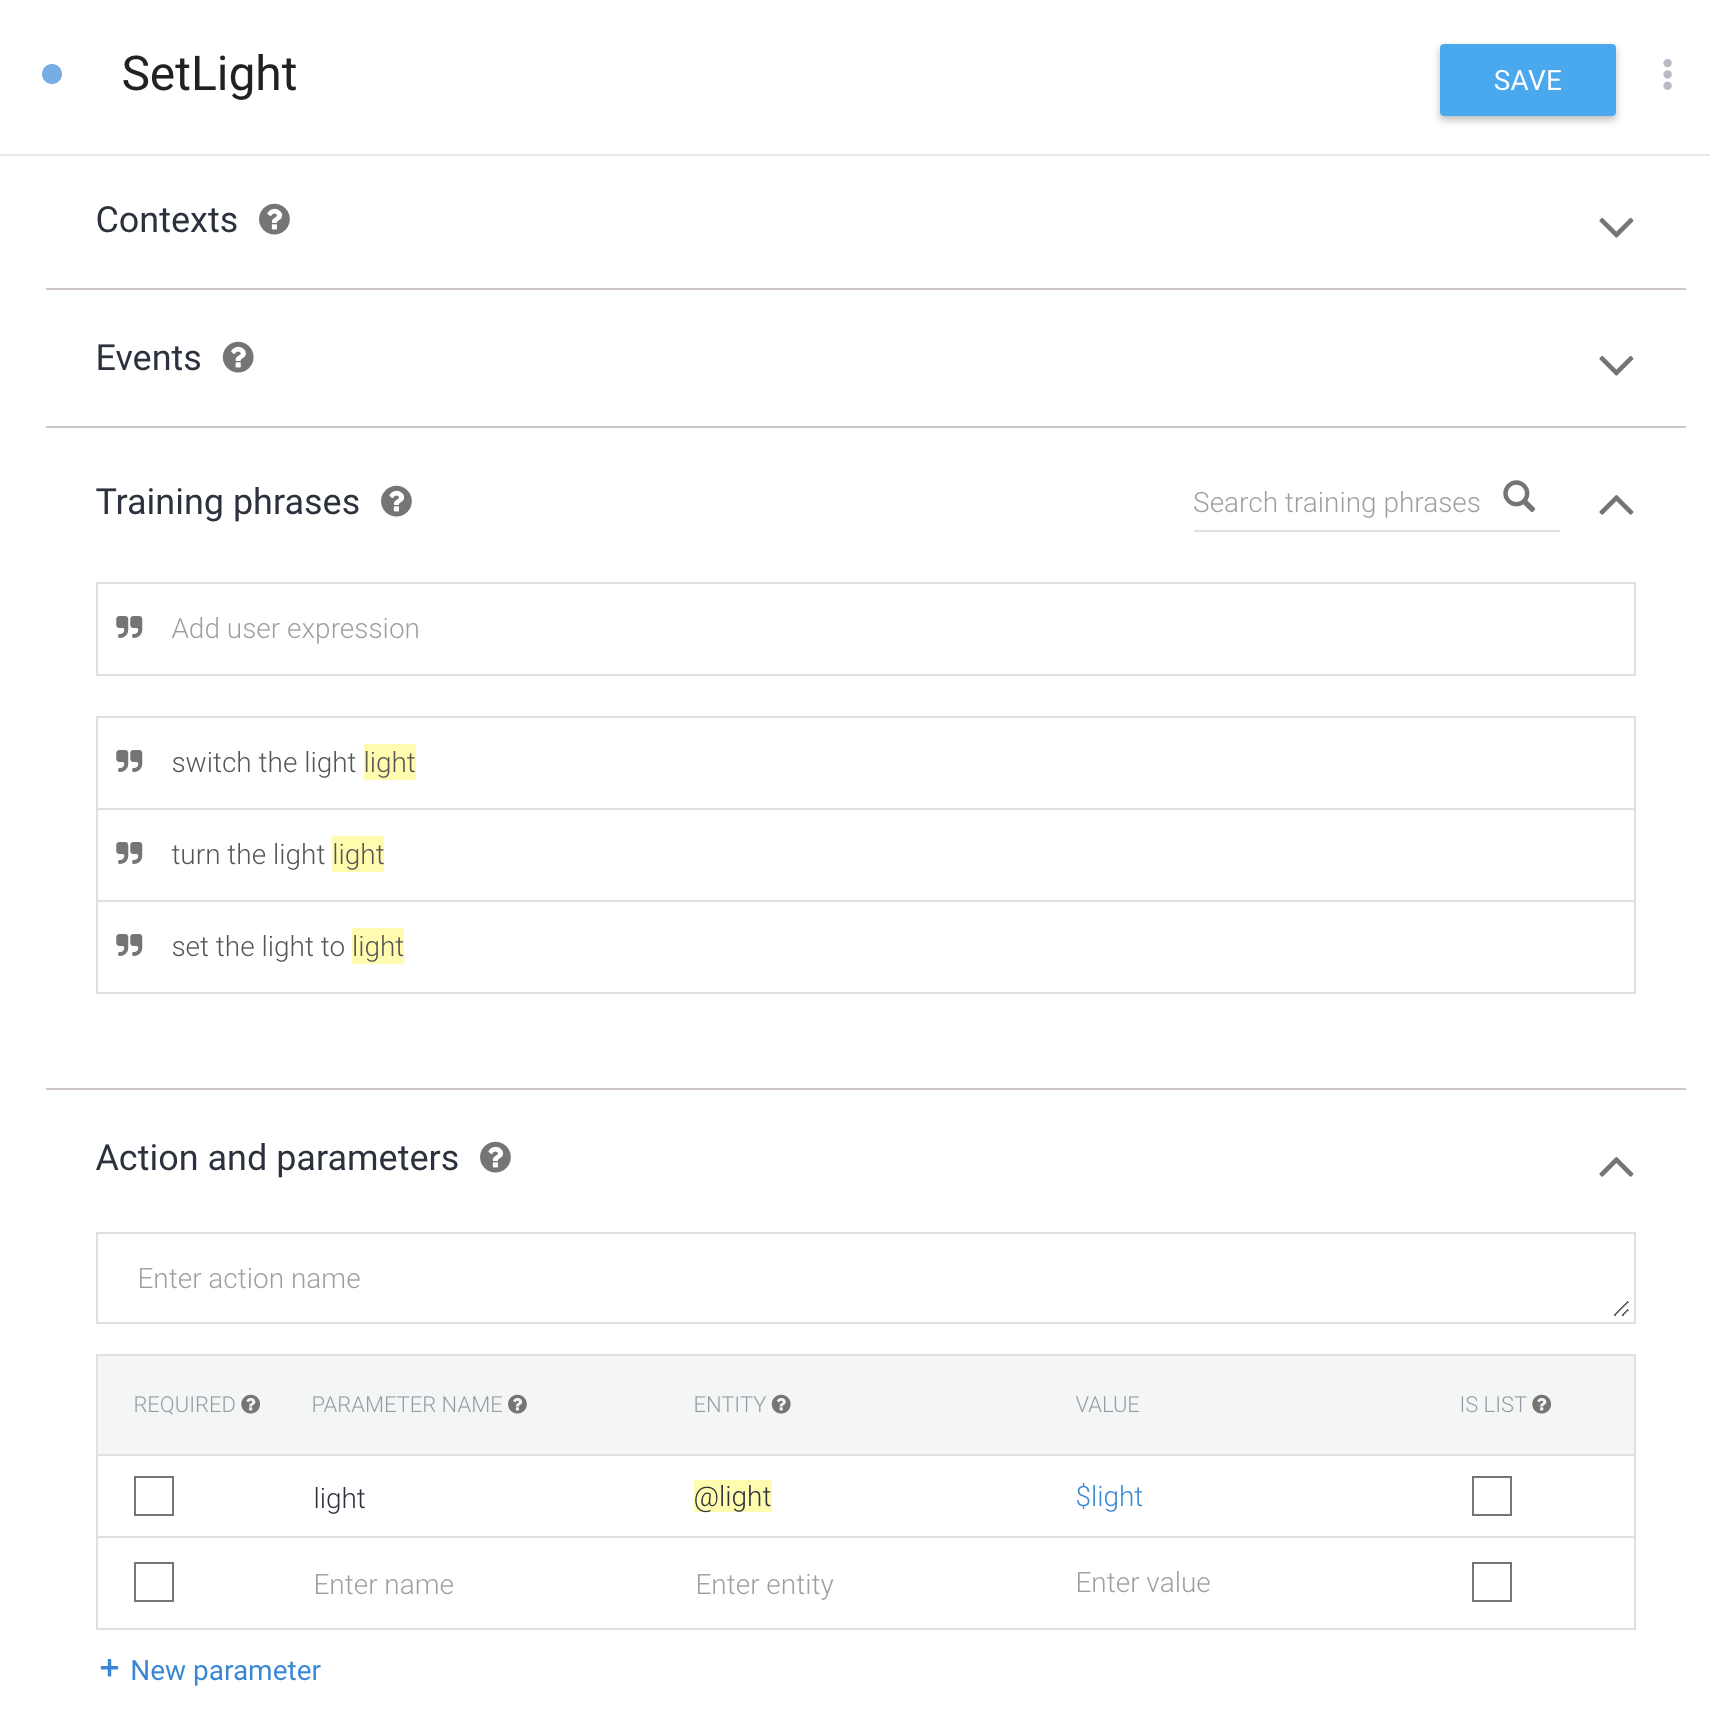 SetLight
SAVE
Contexts
Events
Training phrases
Search training phrases
Add user expression
switch the light light
turn the light light
set the light to light
Action and parameters
Enter action name
REQUIRED PARAMETER NAME ENTITY VALUE IS LIST
light @light $light
Enter name Enter entity Enter value
+ New parameter